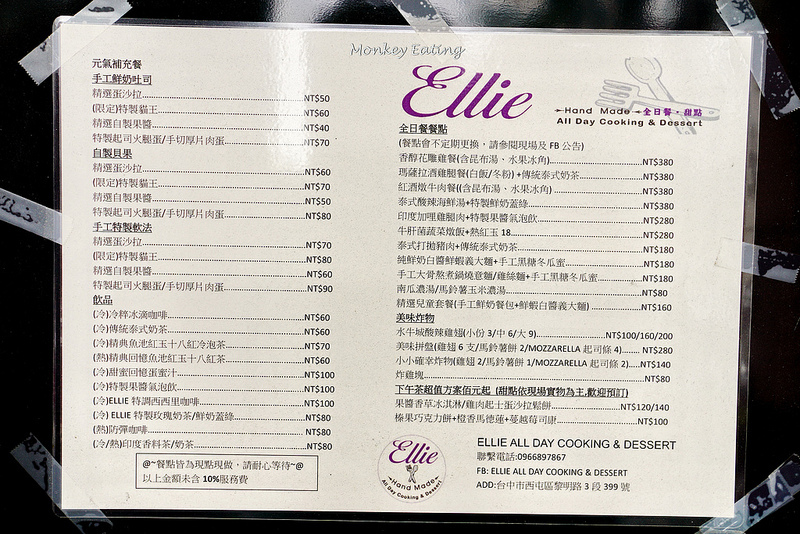 Monkey Eating
元氣補充餐
手工鮮奶吐司
精選蛋沙拉 NT$50
(限定)特製貓王 NT$60
精選自製果醬 NT$40
特製起司火腿蛋/手切厚片肉蛋 NT$70
自製貝果
精選蛋沙拉 NT$60
(限定)特製貓王 NT$70
精選自製果醬 NT$50
特製起司火腿蛋/手切厚片肉蛋 NT$80
手工特製軟法
精選蛋沙拉 NT$70
(限定)特製貓王 NT$80
精選自製果醬 NT$60
特製起司火腿蛋/手切厚片肉蛋 NT$90
飲品
(冷)冷粹冰滴咖啡 NT$60
(冷)傳統泰式奶茶 NT$60
(冷)精典魚池紅玉十八紅冷泡茶 NT$70
(熱)精典回憶魚池紅玉十八紅茶 NT$60
(冷)甜蜜回憶蛋蜜汁 NT$100
(冷)特製果醬氣泡飲 NT$100
(冷)ELLIE 特調西西里咖啡 NT$100
(冷) ELLIE 特製玫瑰奶茶/鮮奶蓋綠 NT$80
(熱)防彈咖啡 NT$80
(冷/熱)印度香料茶/奶茶 NT$80
@~餐點皆為現點現做，請耐心等待~@
以上金額未含 10%服務費
Ellie
Hand Made 全日餐·甜點
All Day Cooking & Dessert
全日餐餐點
(餐點會不定期更換，請參閱現場及 FB 公告)
香醇花雕雞餐(含昆布湯、水果冰角) NT$380
瑪薩拉酒雞腿餐(白飯/冬粉) +傳統泰式奶茶 NT$380
紅酒燉牛肉餐((含昆布湯、水果冰角) NT$380
泰式酸辣海鮮湯+特製鮮奶蓋綠 NT$380
印度加哩雞腿肉+特製果醬氣泡飲 NT$280
牛肝菌蔬菜燉飯+熱紅玉 18 NT$280
泰式打拋豬肉+傳統泰式奶茶 NT$180
純鮮奶白醬鮮蝦義大麵+手工黑糖冬瓜蜜 NT$180
手工大骨熬煮鍋燒意麵/雞絲麵+手工黑糖冬瓜蜜 NT$180
南瓜濃湯/馬鈴薯玉米濃湯 NT$80
精選兒童套餐(手工鮮奶餐包+鮮蝦白醬義大麵) NT$160
美味炸物
水牛城酸辣雞翅(小份 3/中 6/大 9) NT$100/160/200
美味拼盤(雞翅 6 支/馬鈴薯餅 2/MOZZARELLA 起司條 4) NT$280
小小確幸炸物(雞翅 2/馬鈴薯餅 1/MOZZARELLA 起司條 2) NT$140
炸雞塊 NT$80
下午茶超值方案佰元起 (甜點依現場實物為主,歡迎預訂)
果醬香草冰淇淋/雞肉起士蛋沙拉鬆餅 NT$120/140
榛果巧克力餅+橙香馬德蓮+蔓越莓司康 NT$100
Ellie
Hand Made
All Day Cooking & Dessert
ELLIE ALL DAY COOKING & DESSERT
聯繫電話:0966897867
FB: ELLIE ALL DAY COOKING & DESSERT
ADD:台中市西屯區黎明路 3 段 399 號